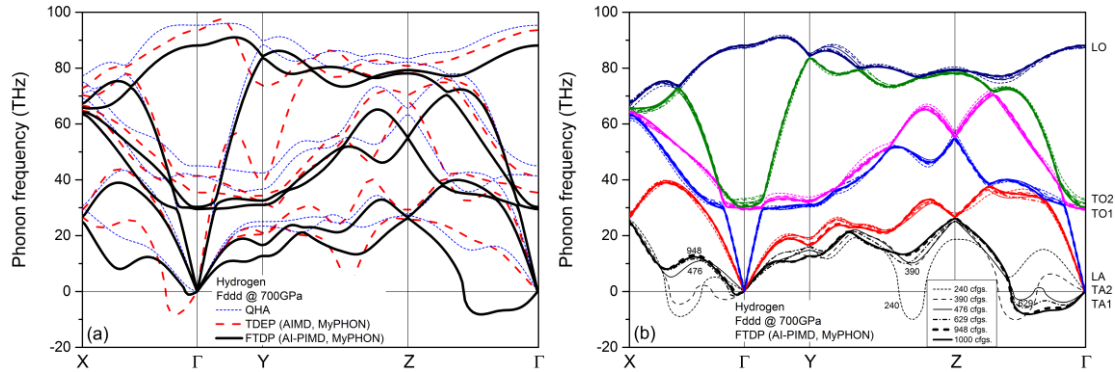 100
80
60
40
20
0
-20
Phonon frequency (THz)
(a)
Hydrogen
Fddd @ 700GPa
QHA
TDEP (AIMD, MyPHON)
FTDP (AI-PIMD, MyPHON)
X
Γ
Y
Z
Γ
100
80
60
40
20
0
-20
Phonon frequency (THz)
(b)
948
476
390
240
629
Hydrogen
Fddd @ 700GPa
FTDP (AI-PIMD, MyPHON)
240 cfgs.
390 cfgs.
476 cfgs.
629 cfgs.
948 cfgs.
1000 cfgs.
LO
TO2
TO1
LA
TA2
TA1
X
Γ
Y
Z
Γ